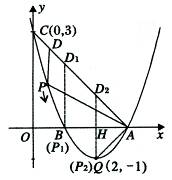 y
C(0,3)
D
D₁
P
D₂
O
B
H
A
x
(P₁)
(P₂)Q(2,-1)